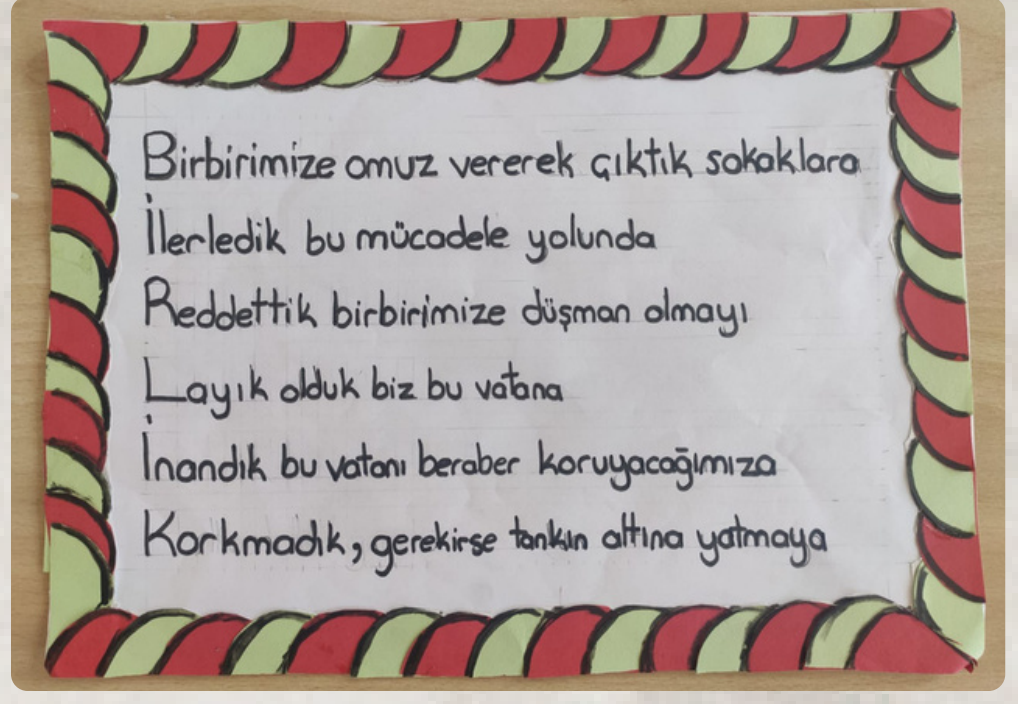 Birbirimize omuz vererek çıktık sokaklara
İlerledik bu mücadele yolunda
Reddettik birbirimize düşman olmayı
Layık olduk biz bu vatana
İnandık bu vatanı beraber koruyacağımıza
Korkmadık, gerekirse tankın altına yatmaya